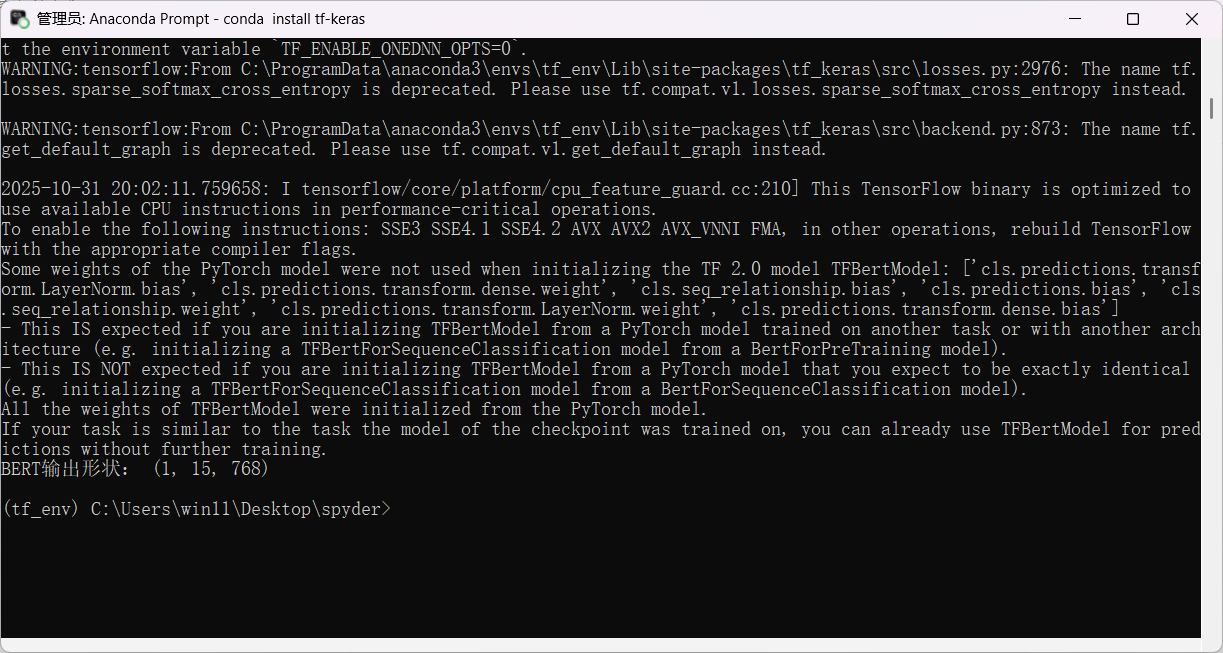 管理员: Anaconda Prompt - conda  install tf-keras
t the environment variable `TF_ENABLE_ONEDNN_OPTS=0`.
WARNING:tensorflow:From C:\ProgramData\anaconda3\envs\tf_env\Lib\site-packages\tf_keras\src\losses.py:2976: The name tf.
losses.sparse_softmax_cross_entropy is deprecated. Please use tf.compat.v1.losses.sparse_softmax_cross_entropy instead.
WARNING:tensorflow:From C:\ProgramData\anaconda3\envs\tf_env\Lib\site-packages\tf_keras\src\backend.py:873: The name tf.
get_default_graph is deprecated. Please use tf.compat.v1.get_default_graph instead.
2025-10-31 20:02:11.759658: I tensorflow/core/platform/cpu_feature_guard.cc:210] This TensorFlow binary is optimized to
use available CPU instructions in performance-critical operations.
To enable the following instructions: SSE3 SSE4.1 SSE4.2 AVX AVX2 AVX_VNNI FMA, in other operations, rebuild TensorFlow
with the appropriate compiler flags.
Some weights of the PyTorch model were not used when initializing the TF 2.0 model TFBertModel: ['cls.predictions.transf
orm.LayerNorm.bias', 'cls.predictions.transform.dense.weight', 'cls.seq_relationship.bias', 'cls.predictions.bias', 'cls
.seq_relationship.weight', 'cls.predictions.transform.LayerNorm.weight', 'cls.predictions.transform.dense.bias']
- This IS expected if you are initializing TFBertModel from a PyTorch model trained on another task or with another arch
itecture (e.g. initializing a TFBertForSequenceClassification model from a BertForPreTraining model).
- This IS NOT expected if you are initializing TFBertModel from a PyTorch model that you expect to be exactly identical
(e.g. initializing a TFBertForSequenceClassification model from a BertForSequenceClassification model).
All the weights of TFBertModel were initialized from the PyTorch model.
If your task is similar to the task the model of the checkpoint was trained on, you can already use TFBertModel for pred
ictions without further training.
BERT输出形状： (1, 15, 768)
(tf_env) C:\Users\win11\Desktop\spyder>